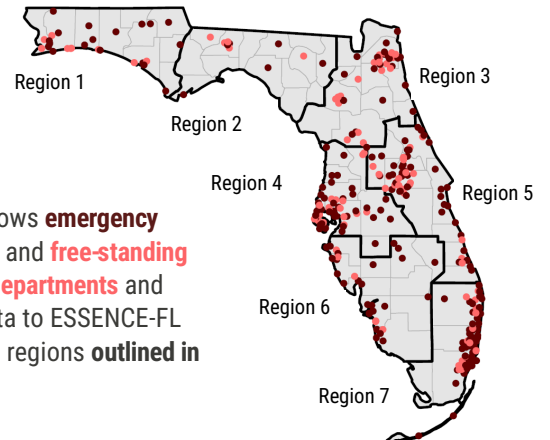 Region 1
Region 2
Region 3
Region 4
Region 5
ows emergency
and free-standing
epartments and
ta to ESSENCE-FL
regions outlined in
Region 6
Region 7